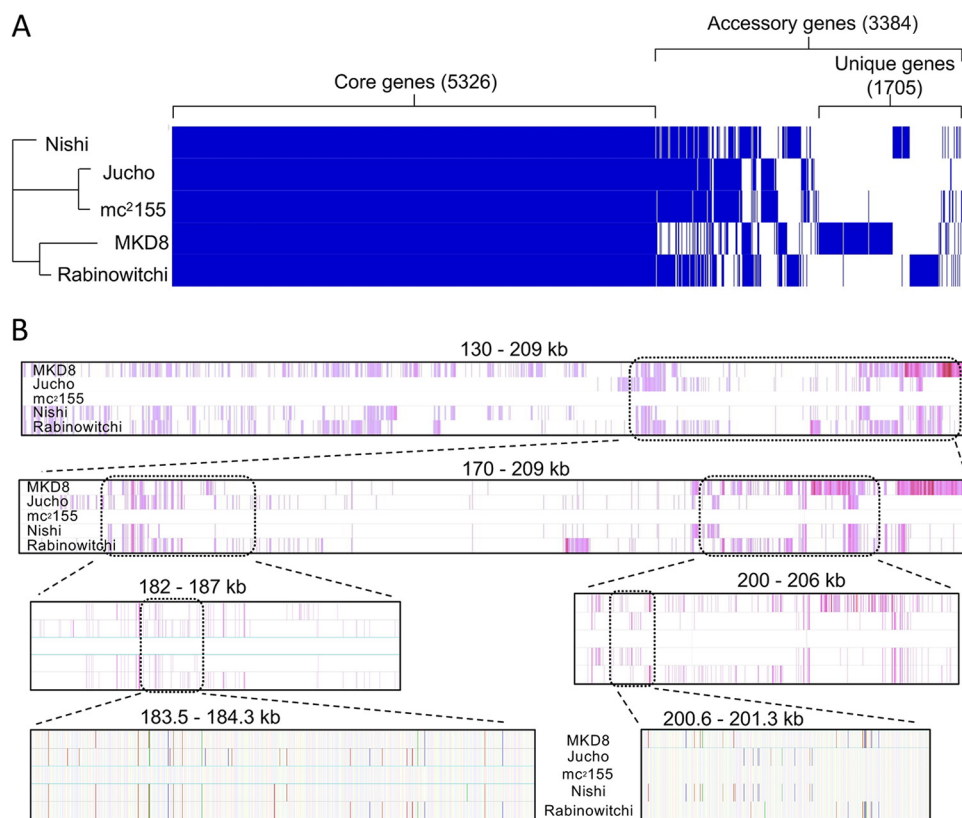 A
Accessory genes (3384)
Core genes (5326)
Unique genes
(1705)
Nishi
Jucho
mc²155
MKD8
Rabinowitchi
B
130 - 209 kb
MKD8
Jucho
mc²155
Nishi
Rabinowitchi
170 - 209 kb
MKD8
Jucho
mc²155
Nishi
Rabinowitchi
182 - 187 kb
200 - 206 kb
183.5 - 184.3 kb
200.6 - 201.3 kb
MKD8
Jucho
mc²155
Nishi
Rabinowitchi